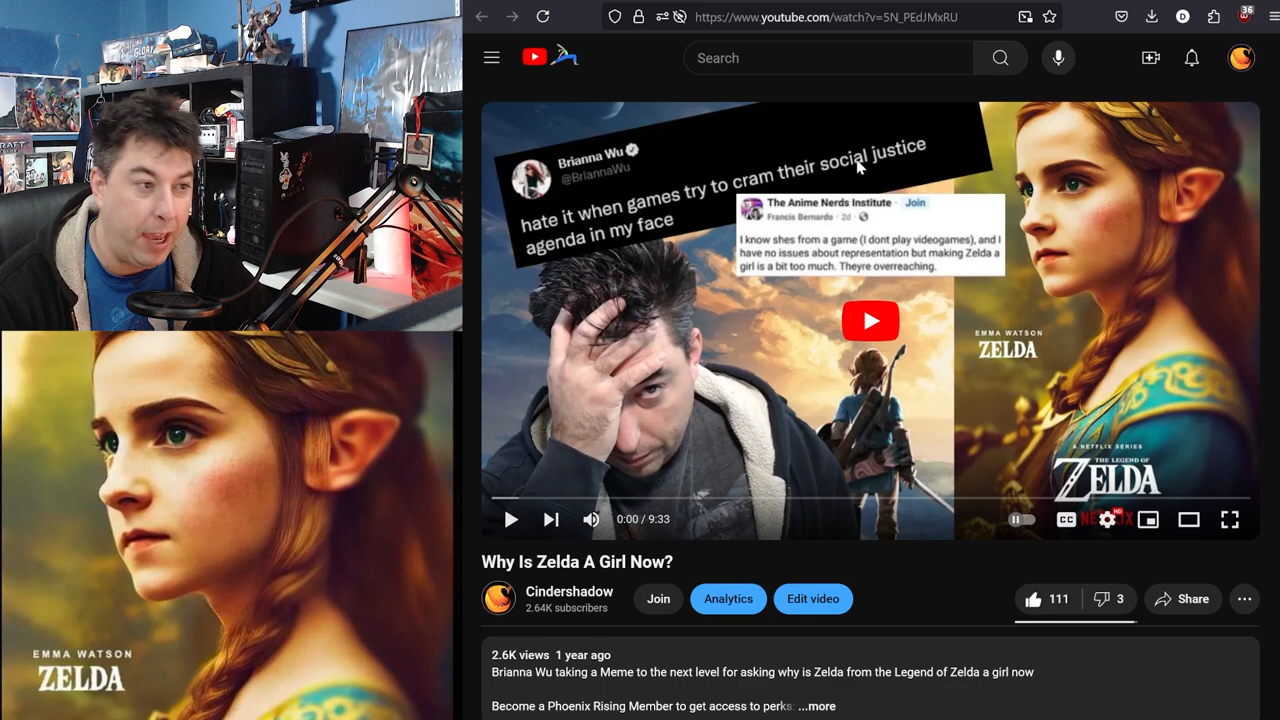 https://www.youtube.com/watch?v=5N_PEdJMxRU
36
D
Search
Brianna Wu
@BriannaWu
hate it when games try to cram their social justice
agenda in my face
The Anime Nerds Institute · Join
Francis Bernardo · 2d ·
I know shes from a game (I dont play videogames), and I
have no issues about representation but making Zelda a
girl is a bit too much. Theyre overreaching.
EMMA WATSON
ZELDA
A NETFLIX SERIES
THE LEGEND OF
ZELDA
0:00 / 9:33
CC
HD
Why Is Zelda A Girl Now?
Cindershadow
2.64K subscribers
Join
Analytics
Edit video
111
3
Share
2.6K views 1 year ago
Brianna Wu taking a Meme to the next level for asking why is Zelda from the Legend of Zelda a girl now
Become a Phoenix Rising Member to get access to perks: ...more
EMMA WATSON
ZELDA